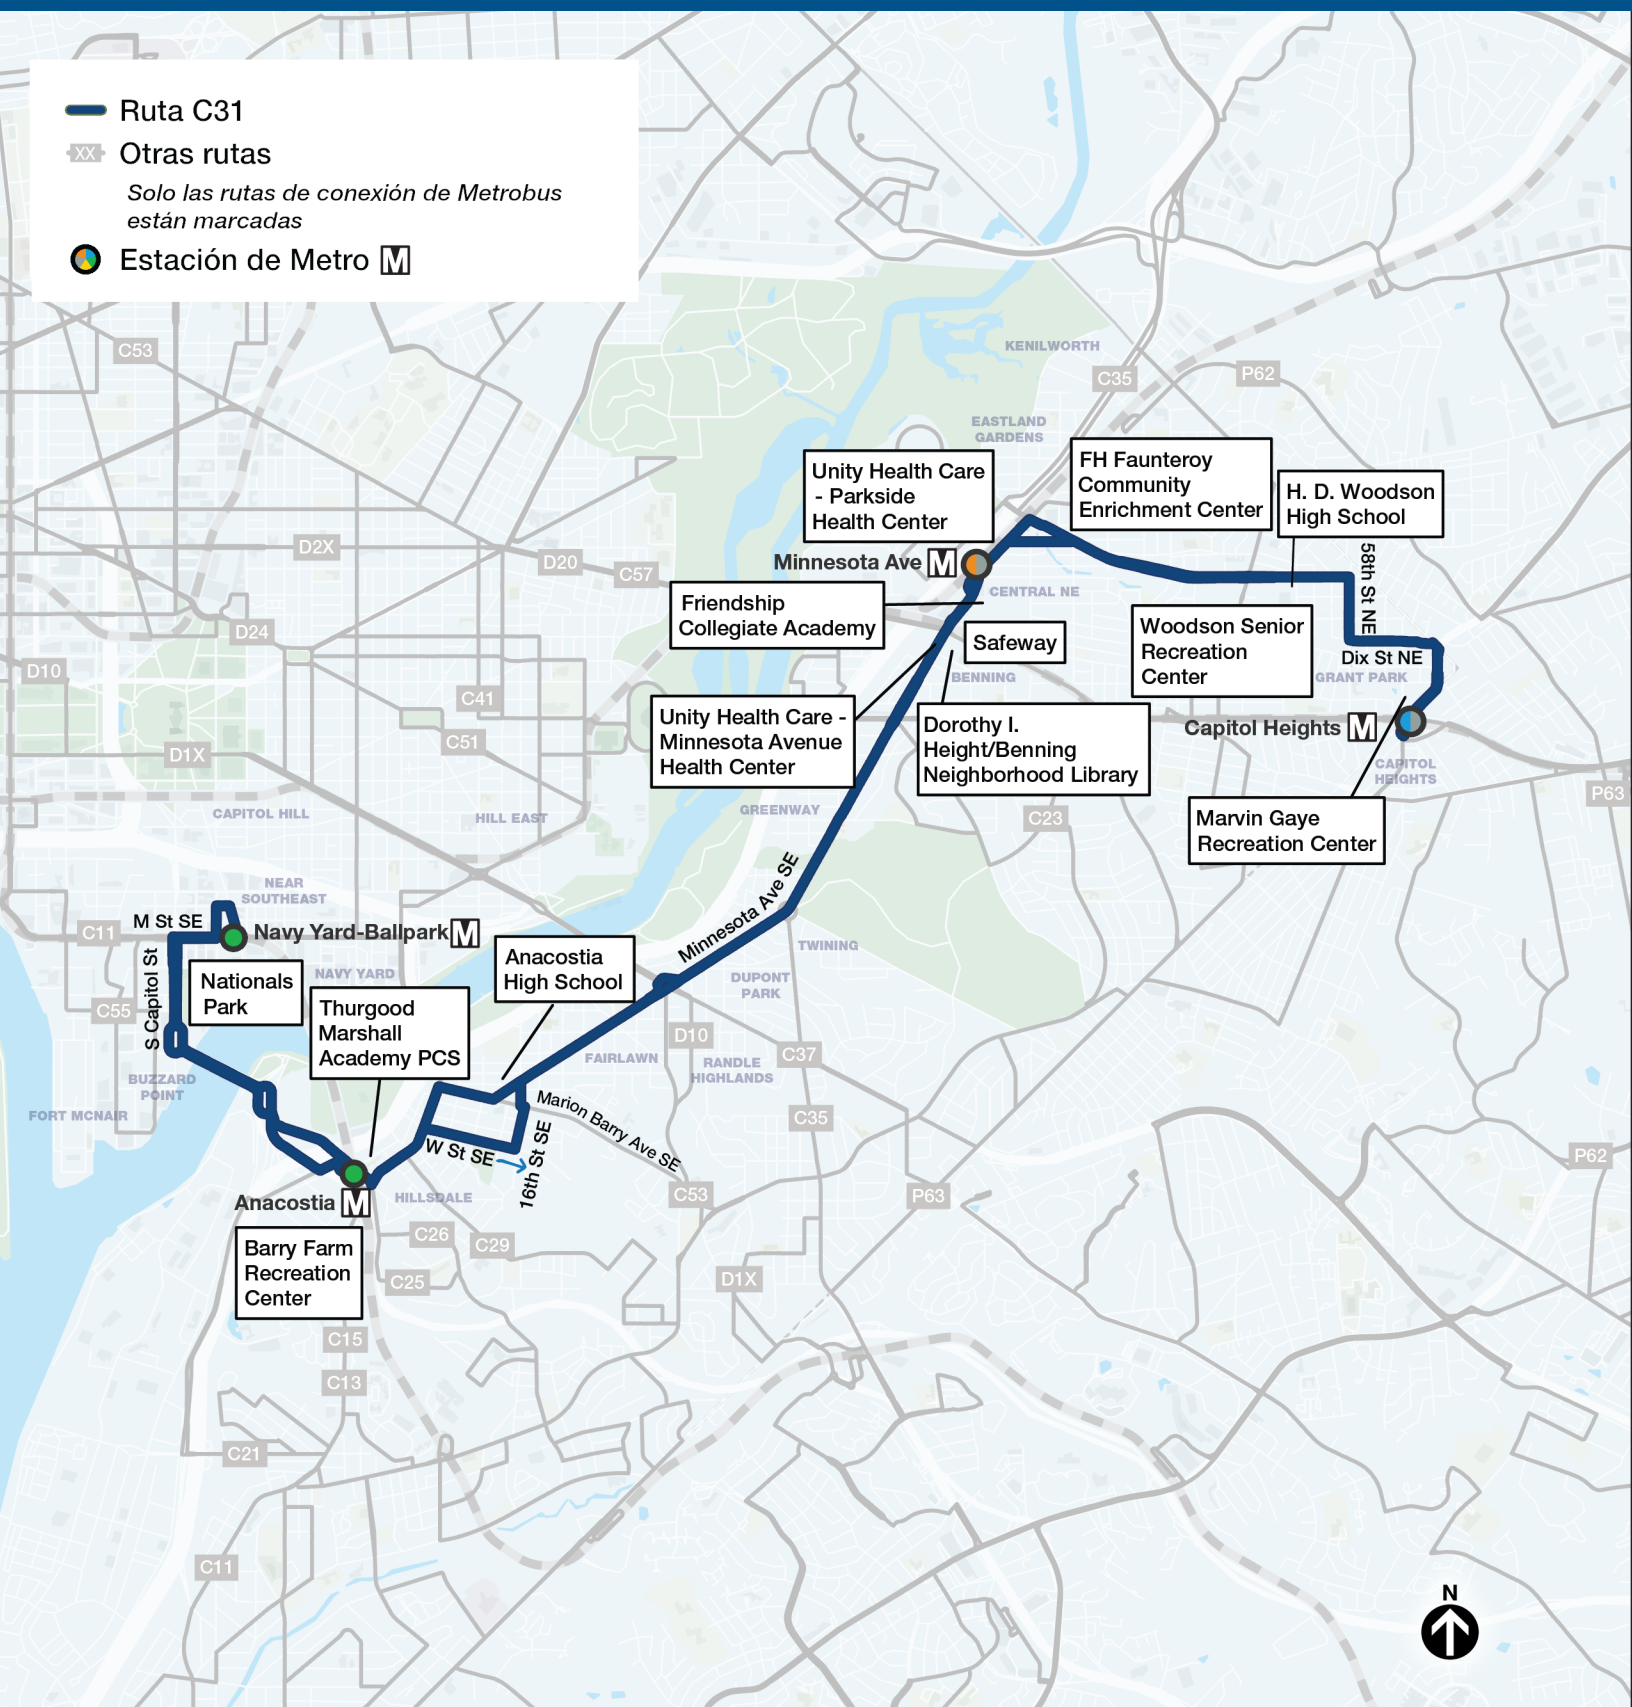 Ruta C31
XX
Otras rutas
Solo las rutas de conexión de Metrobus
están marcadas
Estación de Metro M
C53
KENILWORTH
C35
P62
EASTLAND
GARDENS
Unity Health Care
- Parkside
Health Center
FH Faunteroy
Community
Enrichment Center
H. D. Woodson
High School
D2X
D20
C57
Minnesota Ave M
58th St NE
CENTRAL NE
Friendship
Collegiate Academy
Safeway
Woodson Senior
Recreation
Center
D24
Dix St NE
D10
BENNING
GRANT PARK
C41
Unity Health Care -
Minnesota Avenue
Health Center
Dorothy I.
Height/Benning
Neighborhood Library
Capitol Heights M
C51
D1X
CAPITOL
HEIGHTS
P63
CAPITOL HILL
HILL EAST
GREENWAY
C23
Marvin Gaye
Recreation Center
NEAR
SOUTHEAST
Minnesota Ave SE
M St SE
C11
Navy Yard-Ballpark M
TWINING
Anacostia
High School
S Capitol St
Nationals
Park
NAVY YARD
DUPONT
PARK
C55
Thurgood
Marshall
Academy PCS
D10
FAIRLAWN
C37
RANDLE
HIGHLANDS
BUZZARD
POINT
FORT MCNAIR
Marion Barry Ave SE
C35
W St SE
16th St SE
P62
HILLSDALE
C53
P63
Anacostia M
C26
C29
Barry Farm
Recreation
Center
C25
D1X
C15
C13
C21
C11
N